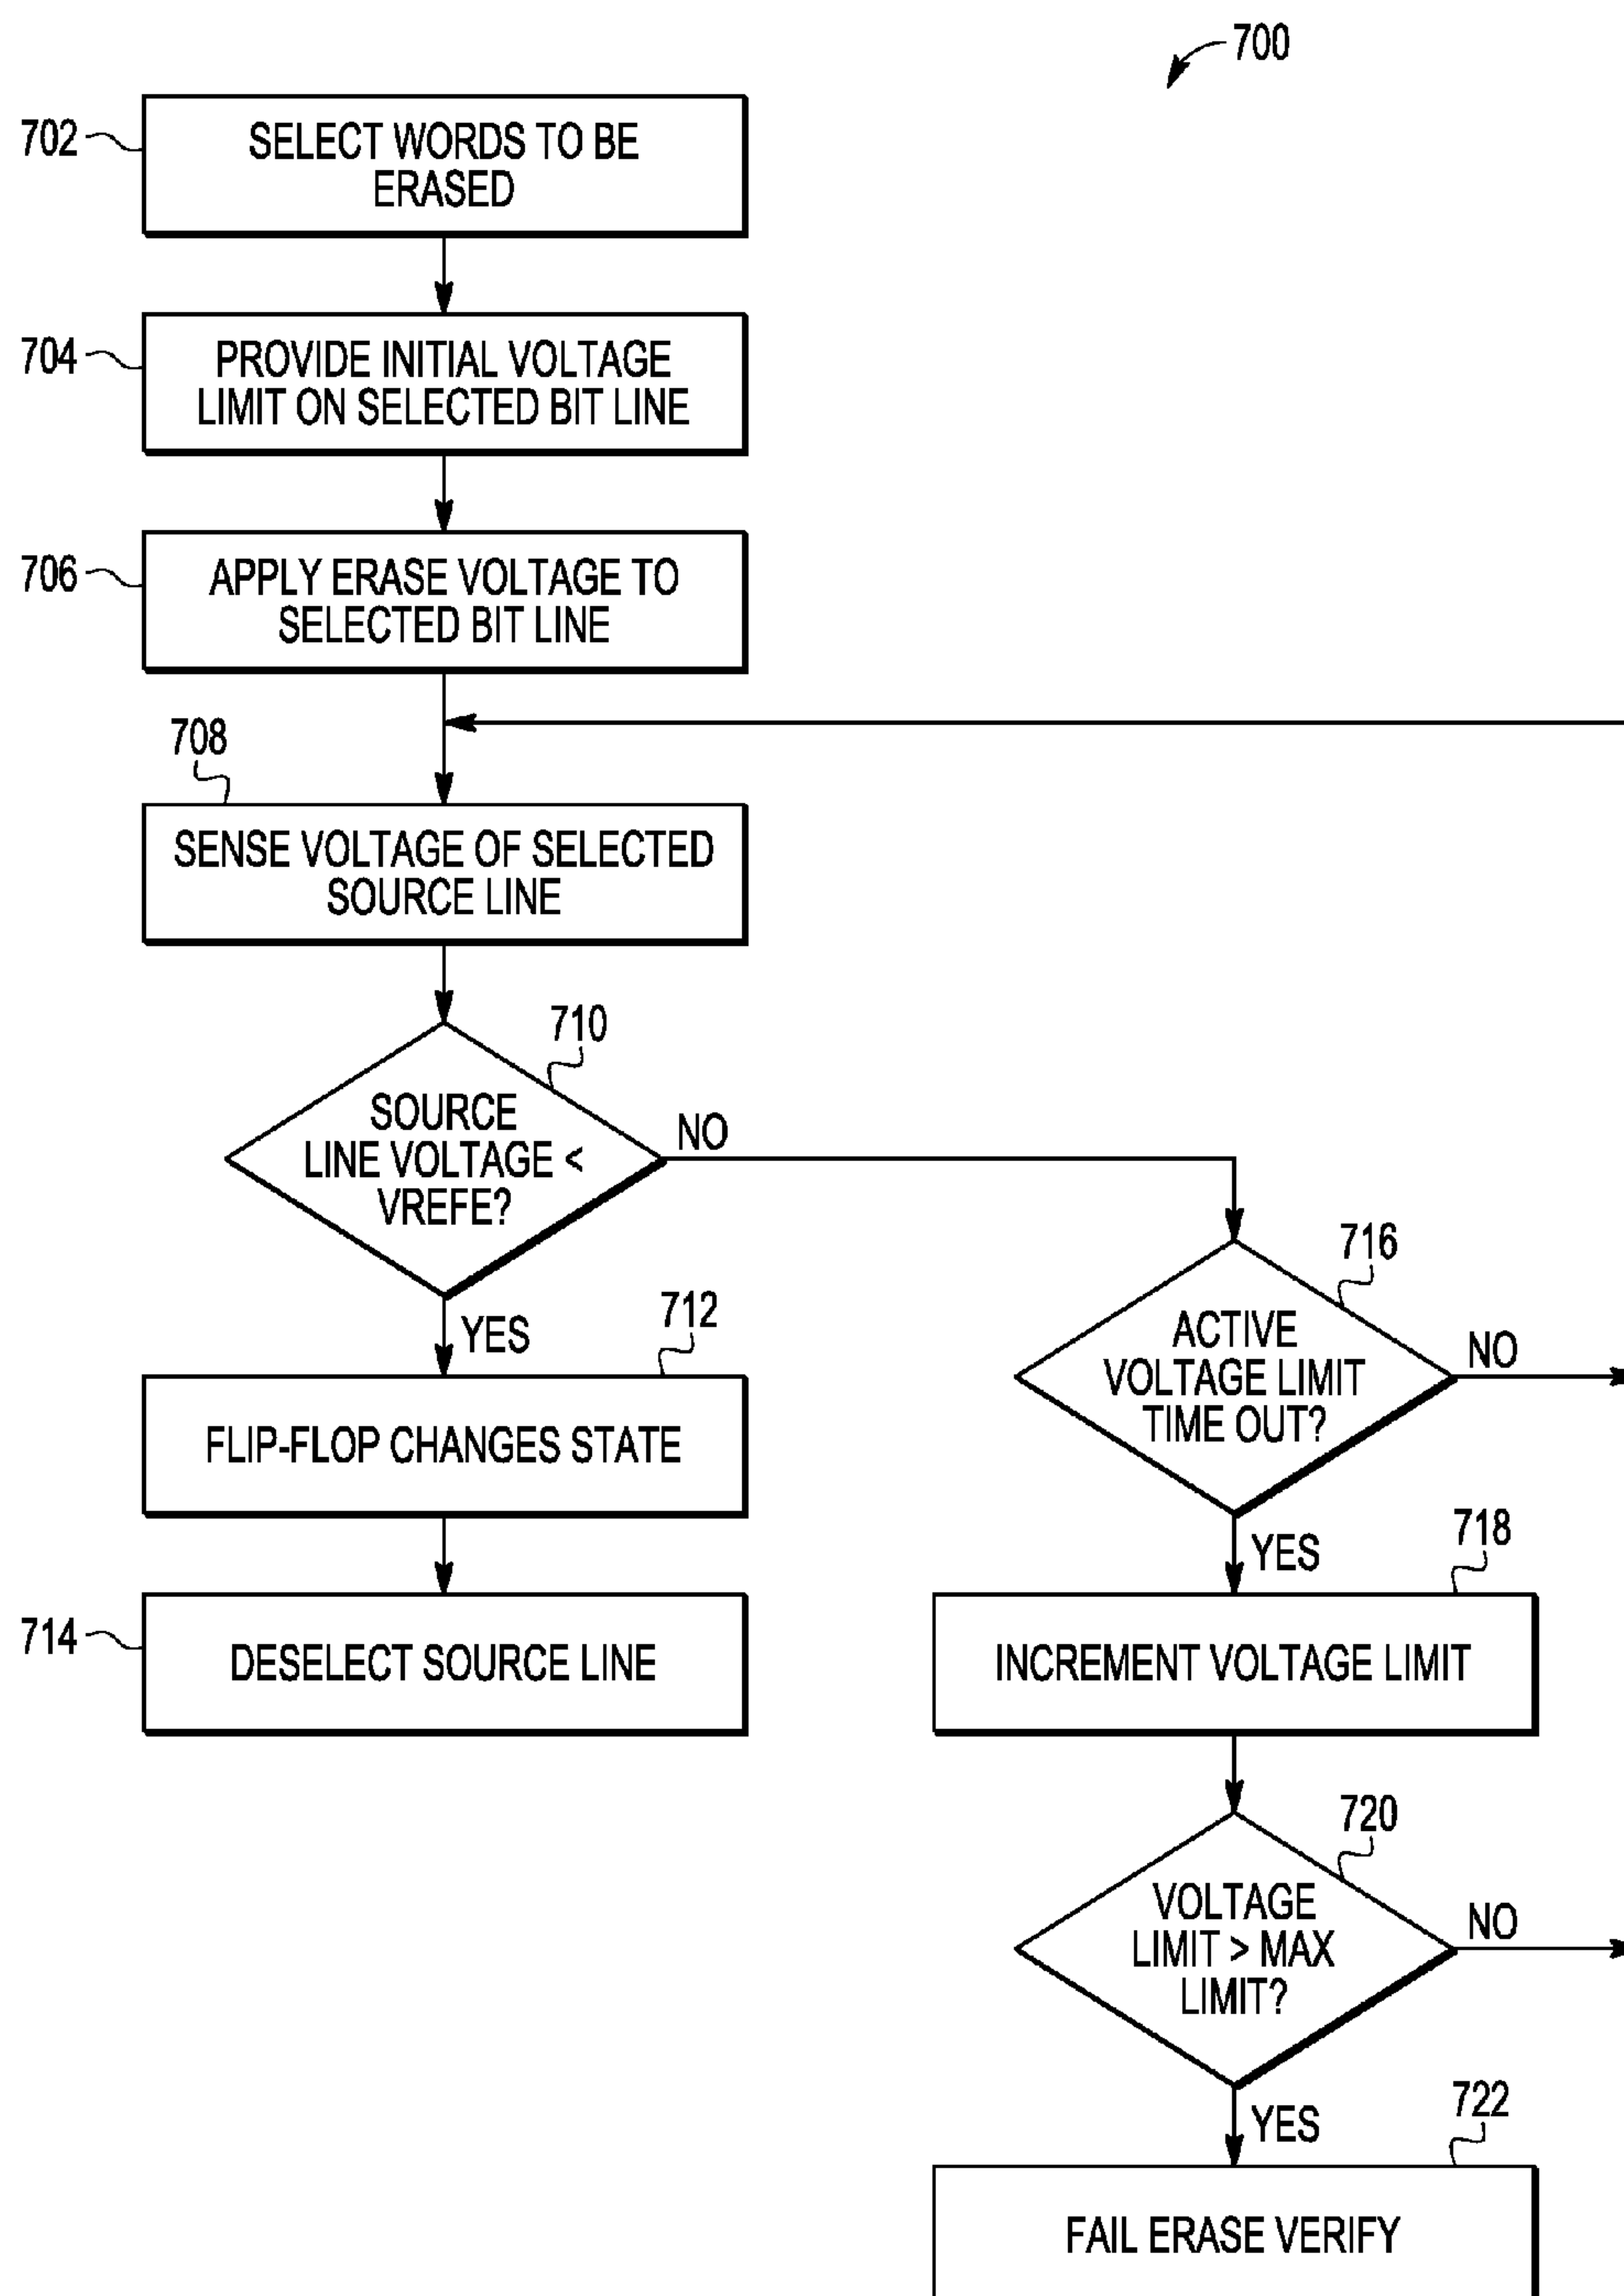 700
702
SELECT WORDS TO BE
ERASED
704
PROVIDE INITIAL VOLTAGE
LIMIT ON SELECTED BIT LINE
706
APPLY ERASE VOLTAGE TO
SELECTED BIT LINE
708
SENSE VOLTAGE OF SELECTED
SOURCE LINE
710
SOURCE
LINE VOLTAGE <
VREFE?
NO
YES
712
FLIP-FLOP CHANGES STATE
714
DESELECT SOURCE LINE
716
ACTIVE
VOLTAGE LIMIT
TIME OUT?
NO
YES
718
INCREMENT VOLTAGE LIMIT
720
VOLTAGE
LIMIT > MAX
LIMIT?
NO
YES
722
FAIL ERASE VERIFY